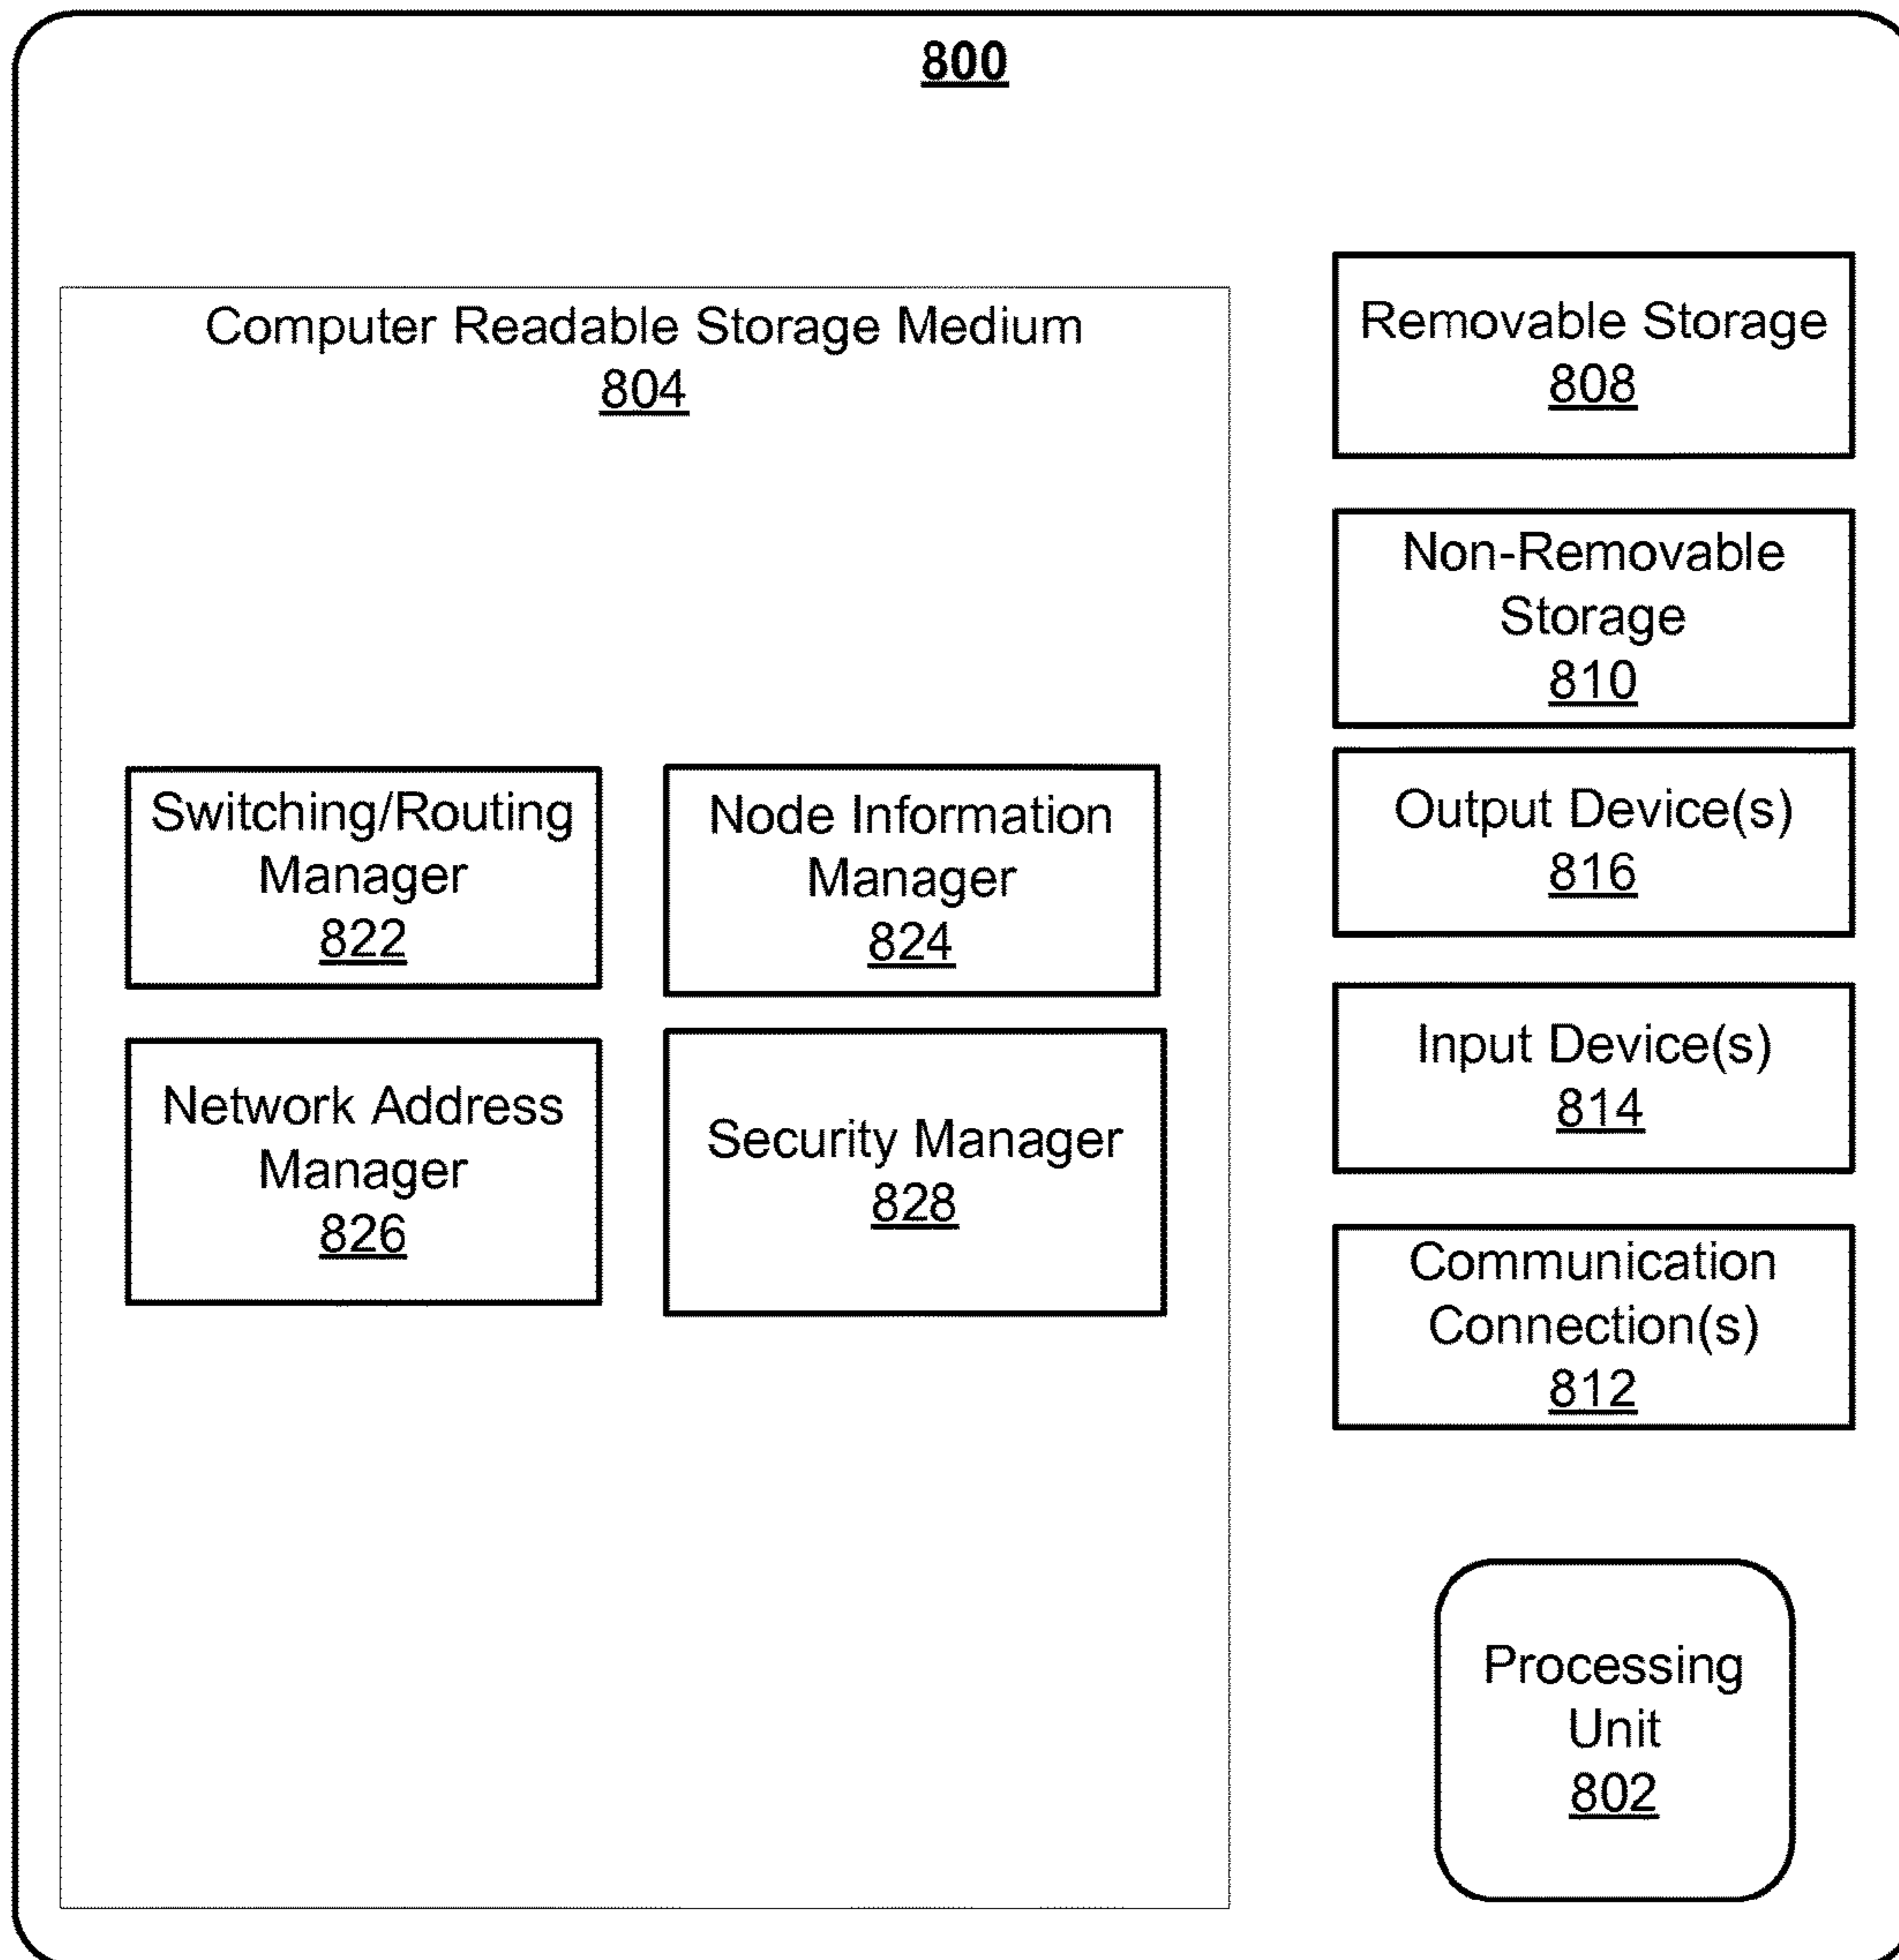 800
Computer Readable Storage Medium
804
Switching/Routing
Manager
822
Node Information
Manager
824
Network Address
Manager
826
Security Manager
828
Removable Storage
808
Non-Removable
Storage
810
Output Device(s)
816
Input Device(s)
814
Communication
Connection(s)
812
Processing
Unit
802